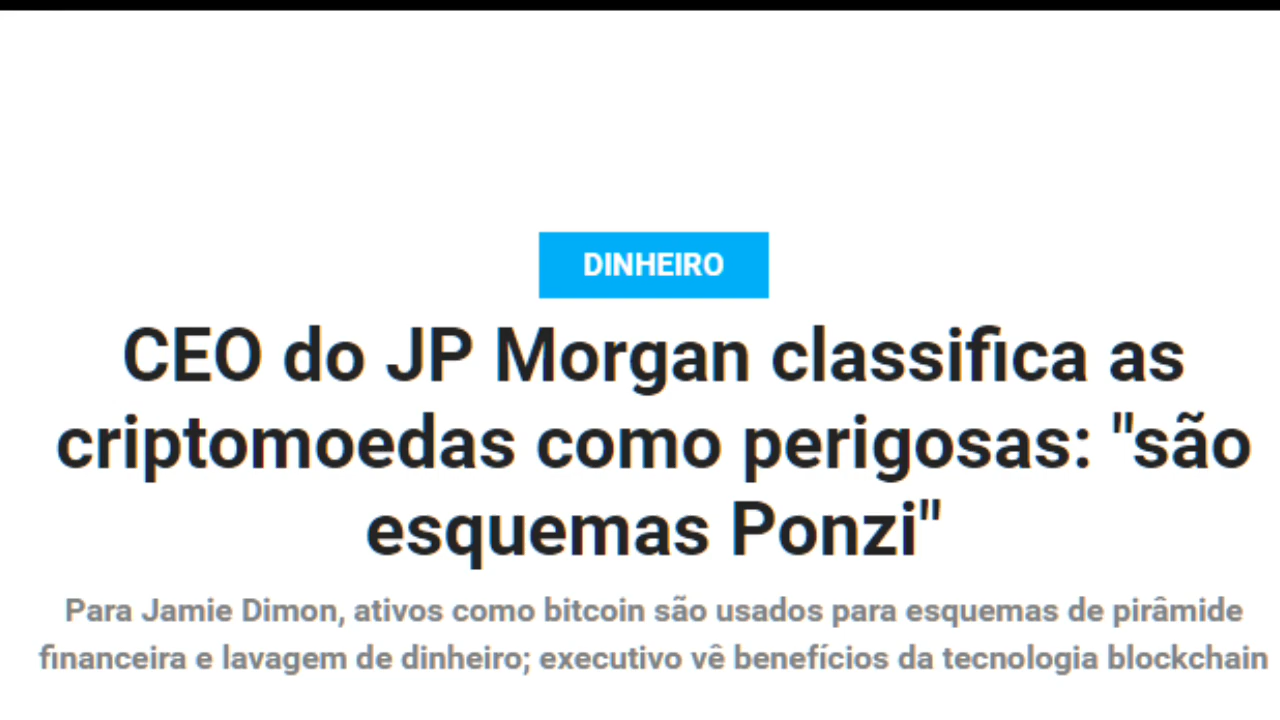 DINHEIRO
CEO do JP Morgan classifica as
criptomoedas como perigosas: "são
esquemas Ponzi"
Para Jamie Dimon, ativos como bitcoin são usados para esquemas de pirâmide
financeira e lavagem de dinheiro; executivo vê benefícios da tecnologia blockchain